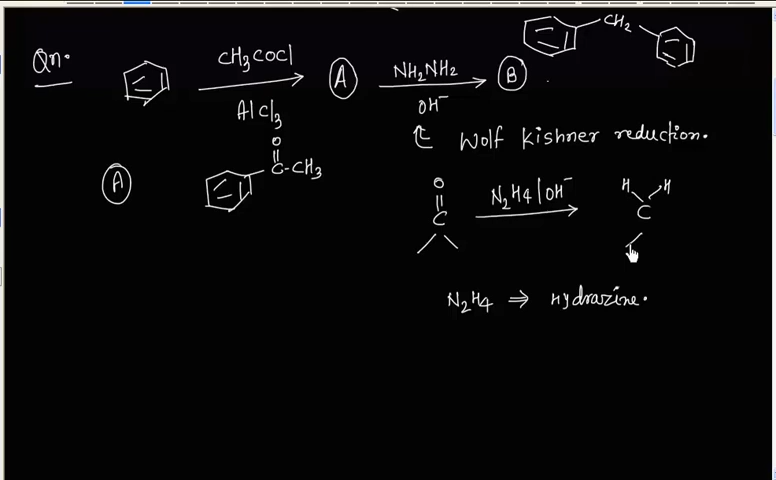 CH2
Qn.
CH3COCl
A
NH2NH2
B
AlCl3
OH-
Wolf Kishner reduction.
A
O
C-CH3
O
C
N2H4/OH-
H H
C
N2H4 ⇒ Hydrazine.